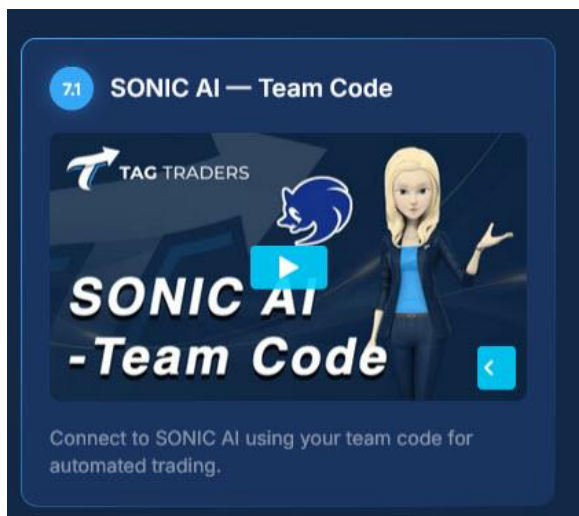 7.1
SONIC AI — Team Code
TAG TRADERS
SONIC AI
-Team Code
Connect to SONIC AI using your team code for
automated trading.